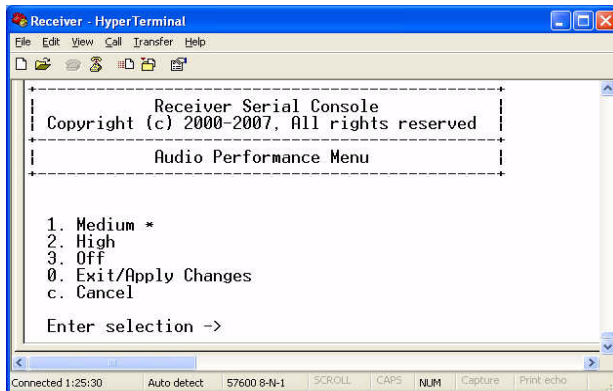 Receiver - HyperTerminal
File Edit View Call Transfer Help
Receiver Serial Console
Copyright (c) 2000-2007, All rights reserved
Audio Performance Menu
1. Medium *
2. High
3. Off
0. Exit/Apply Changes
c. Cancel
Enter selection ->
Connected 1:25:30 Auto detect 57600 8-N-1 SCROLL CAPS NUM Capture Print echo